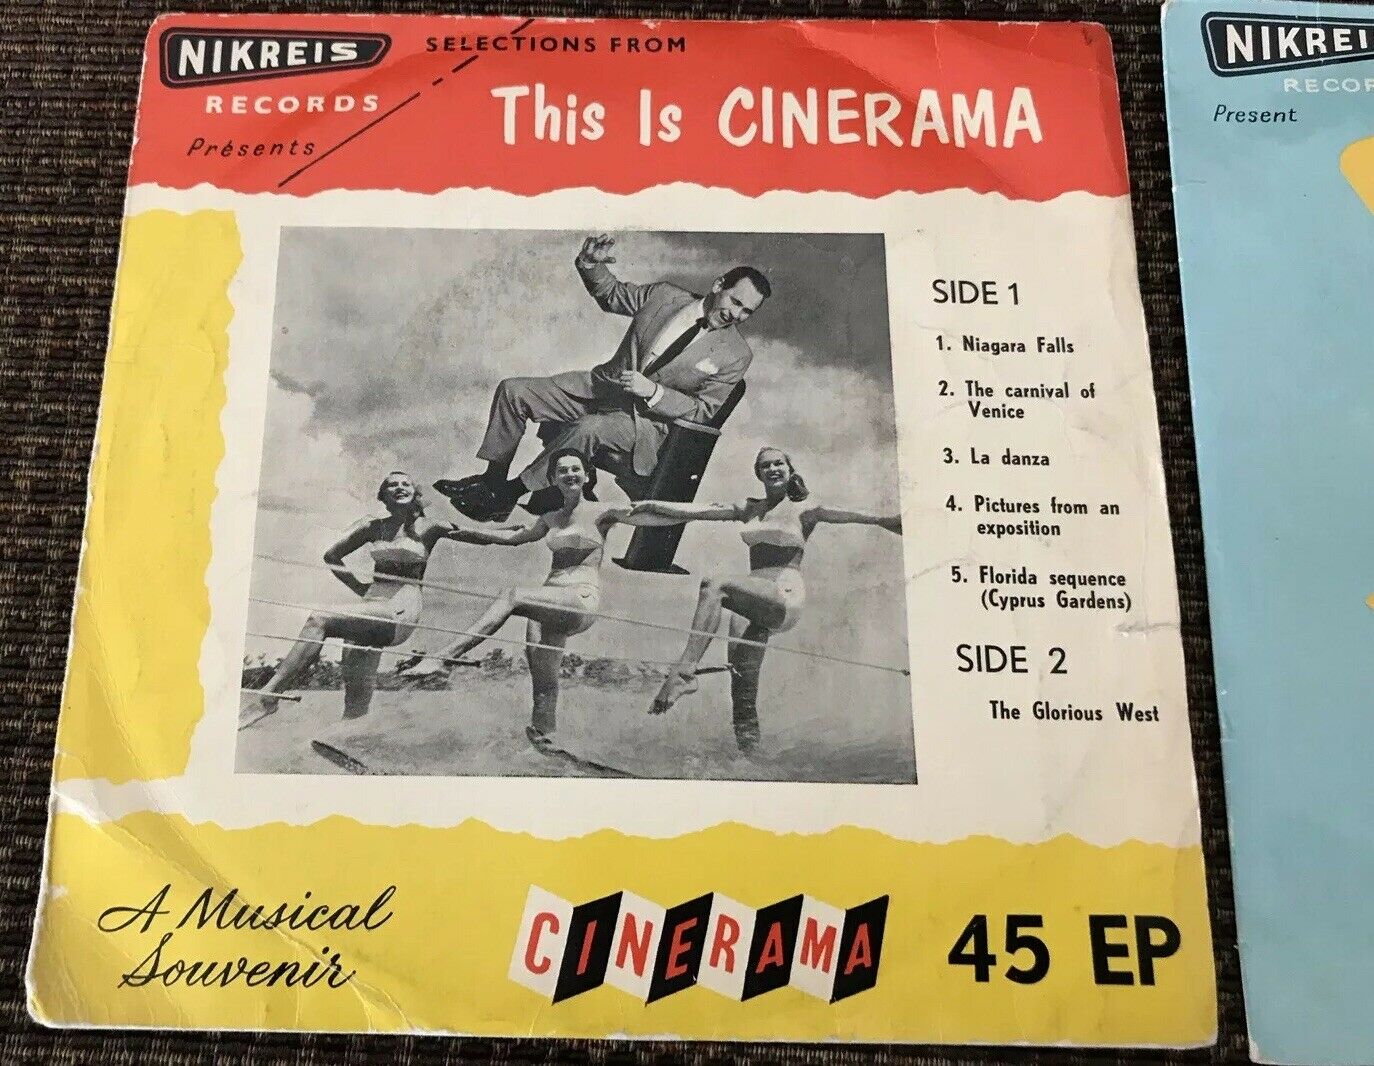 NIKREIS
RECORDS
Présents
SELECTIONS FROM
This Is CINERAMA
SIDE 1
1. Niagara Falls
2. The carnival of
Venice
3. La danza
4. Pictures from an
exposition
5. Florida sequence
(Cyprus Gardens)
SIDE 2
The Glorious West
A Musical
Souvenir
CINERAMA
45 EP
NIKREI
RECOR
Present